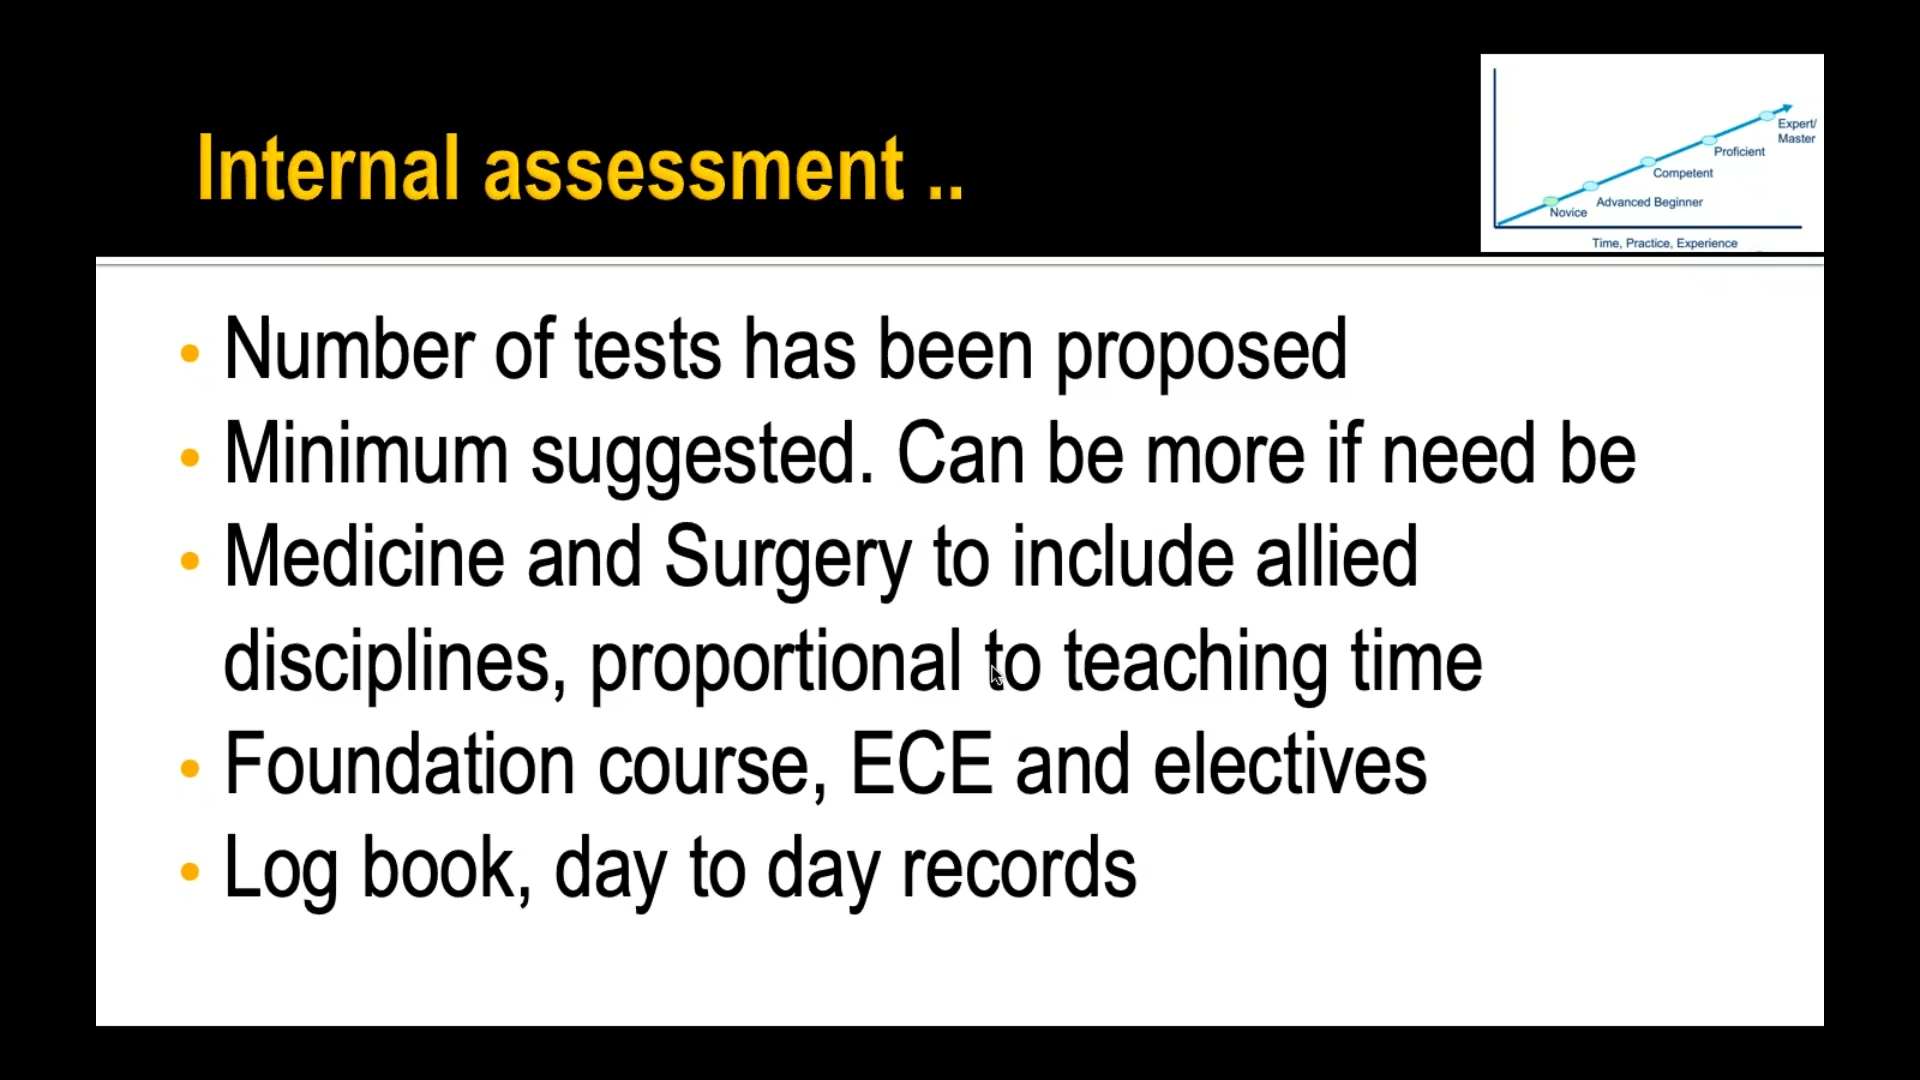 Internal assessment ..
Expert/
Master
Proficient
Competent
Advanced Beginner
Novice
Time, Practice, Experience
• Number of tests has been proposed
• Minimum suggested. Can be more if need be
• Medicine and Surgery to include allied
disciplines, proportional to teaching time
• Foundation course, ECE and electives
• Log book, day to day records